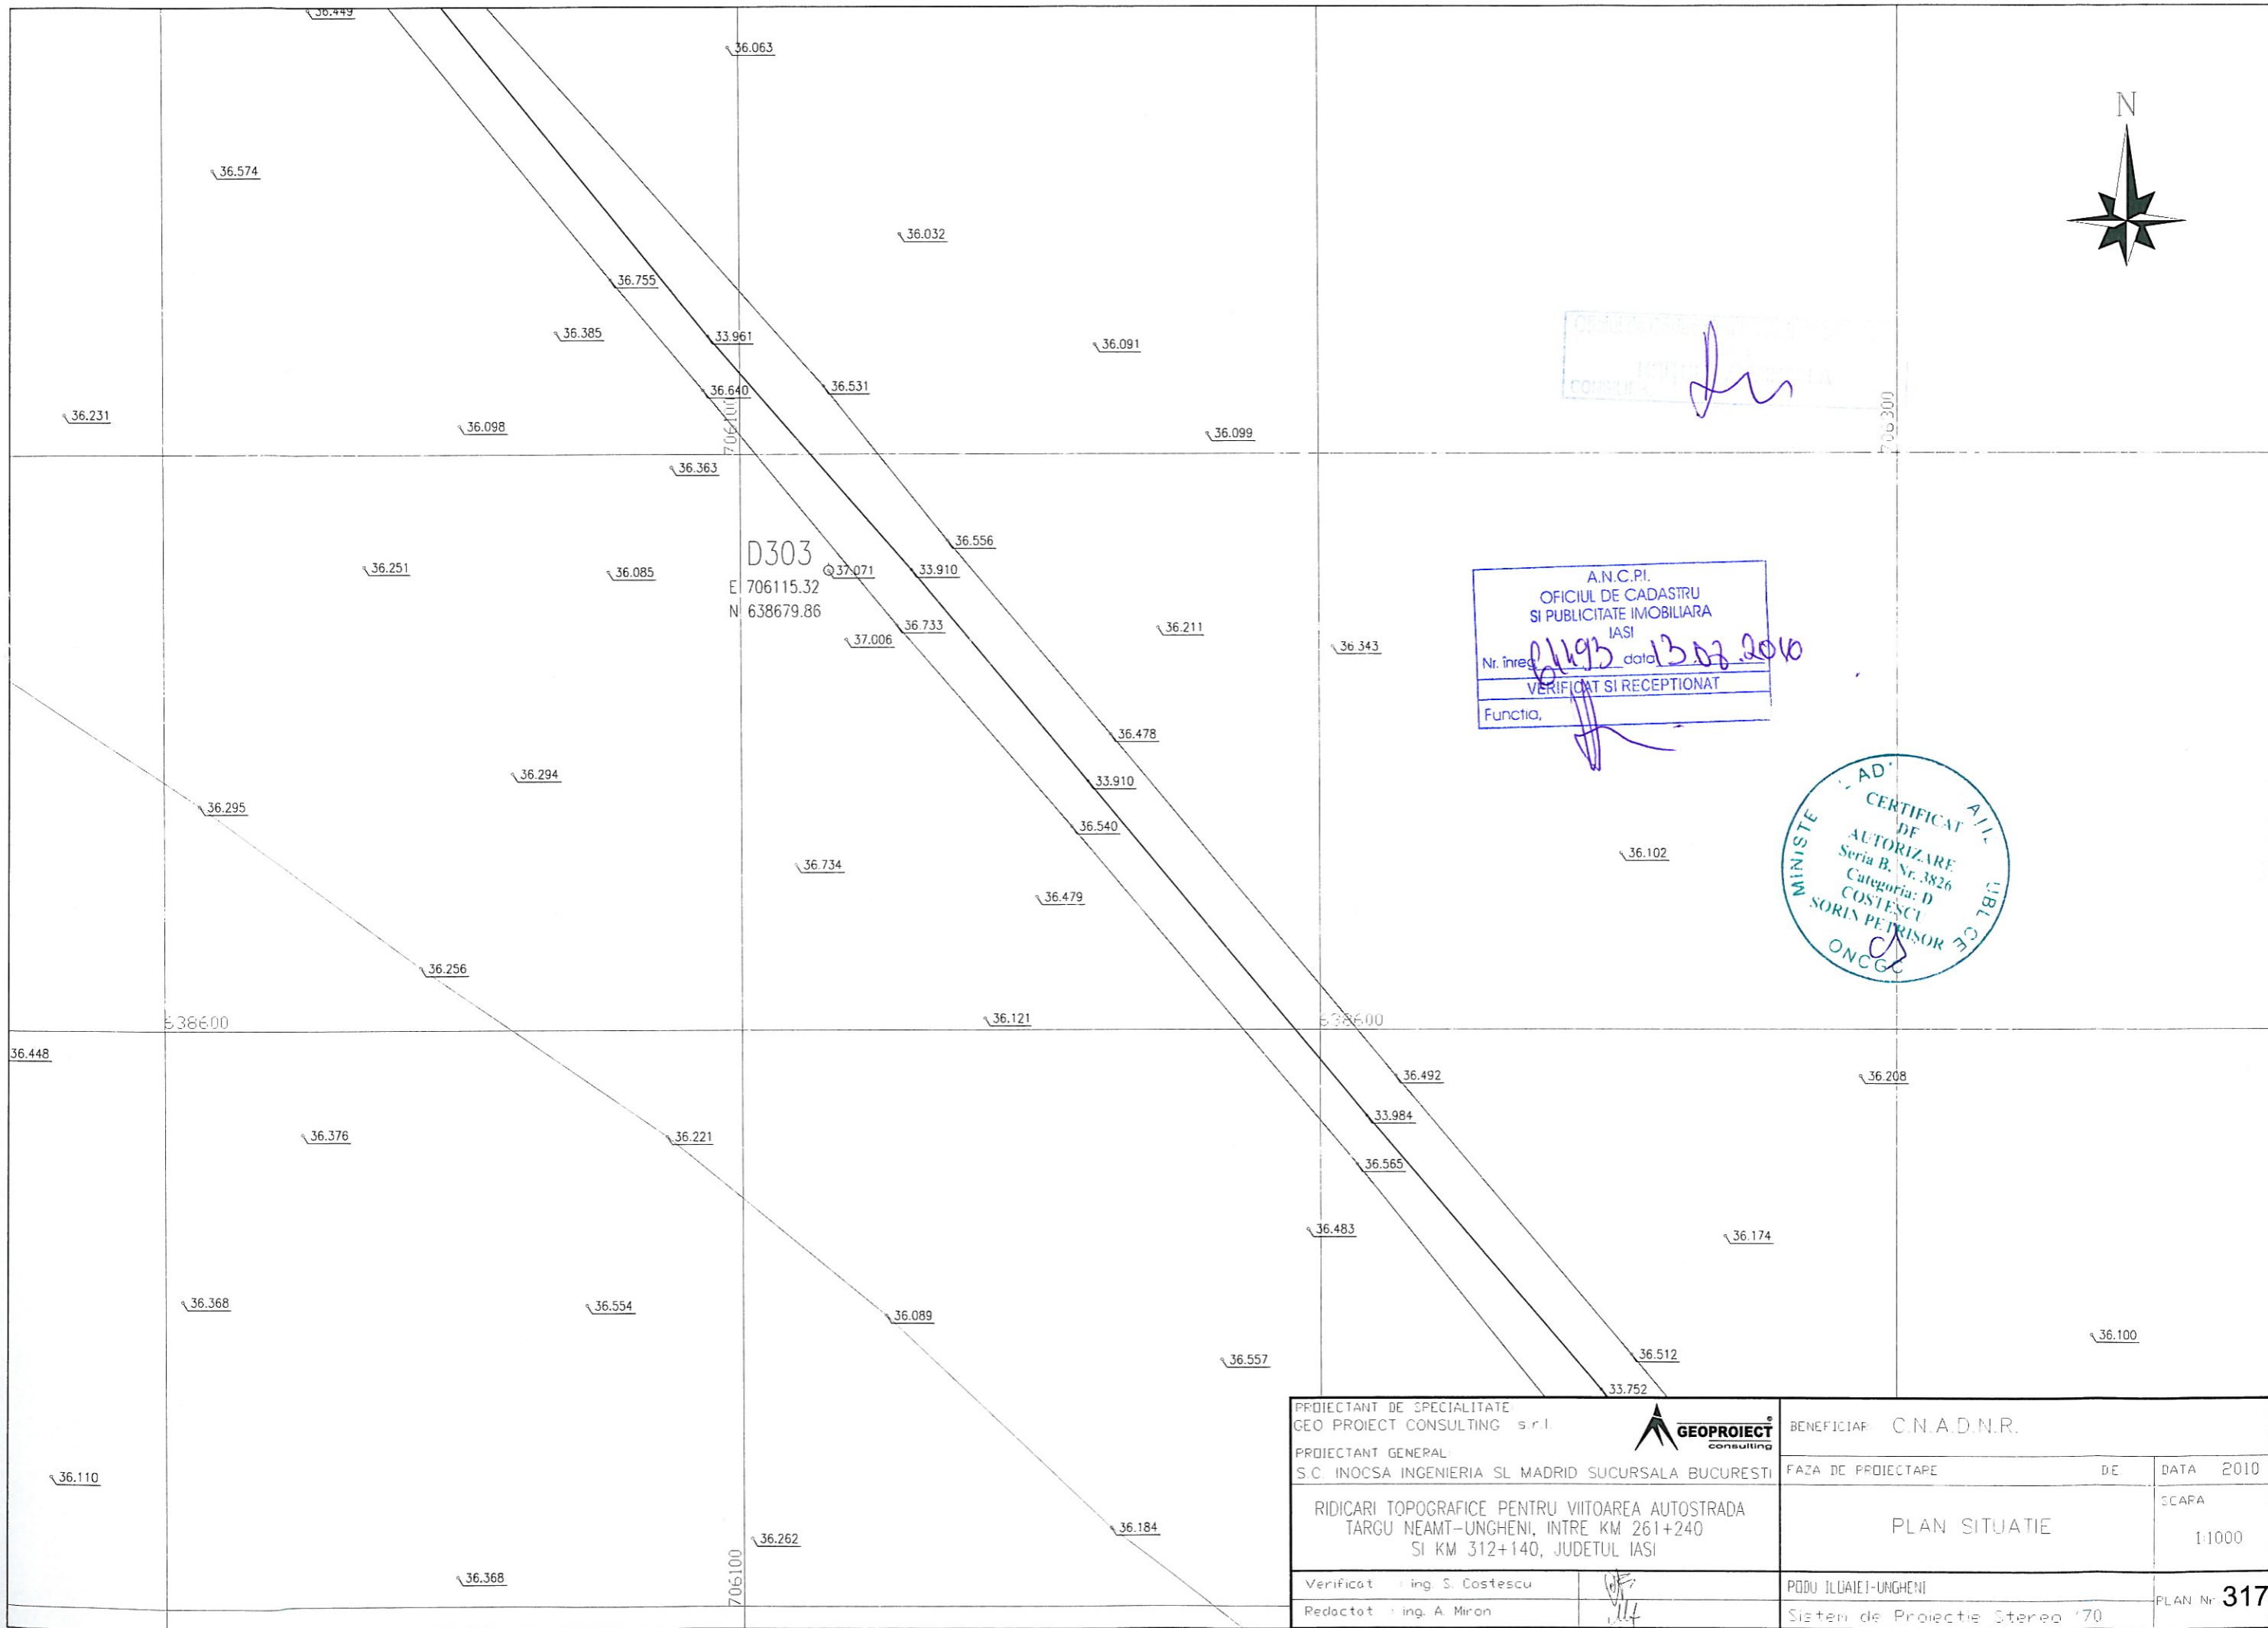 36.449
36.063
N
36.574
36.032
36.755
36.385
33.961
36.091
36.640
36.531
706100
706300
36.231
36.098
36.099
36.363
36.556
D303
37.071
33.910
36.251
36.085
E 706115.32
N 638679.86
36.733
37.006
36.211
36.343
A.N.C.P.I.
OFICIUL DE CADASTRU
SI PUBLICITATE IMOBILIARA
IASI
Nr. înreg data 2010
VERIFICAT SI RECEPTIONAT
Functia,
36.478
36.294
33.910
36.295
36.540
36.734
36.479
36.102
CERTIFICAT
DE
AUTORIZARE
Seria B, Nr. 3826
Categoria: D
COSTESCU
SORIN PETRISOR
MINISTE
ONCGC
36.256
638600
36.121
638600
36.448
36.492
36.208
33.984
36.376
36.221
36.565
36.483
36.174
36.368
36.554
36.089
36.100
36.557
36.512
33.752
36.110
36.262
36.184
36.368
706100
PROIECTANT DE SPECIALITATE:
GEO PROIECT CONSULTING s.r.l.
GEOPROIECT
consulting
PROIECTANT GENERAL:
S.C. INOCSA INGENIERIA SL MADRID SUCURSALA BUCURESTI
BENEFICIAR: C.N.A.D.N.R.
FAZA DE PROIECTARE D.E.
DATA 2010
RIDICARI TOPOGRAFICE PENTRU VIITOAREA AUTOSTRADA
TARGU NEAMT-UNGHENI, INTRE KM 261+240
SI KM 312+140, JUDETUL IASI
PLAN SITUATIE
SCARA
1:1000
Verificat : ing. S. Costescu
Redactat : ing. A. Miron
PODU ILOAIEI-UNGHENI
Sistem de Proiectie Stereo '70
PLAN Nr. 317